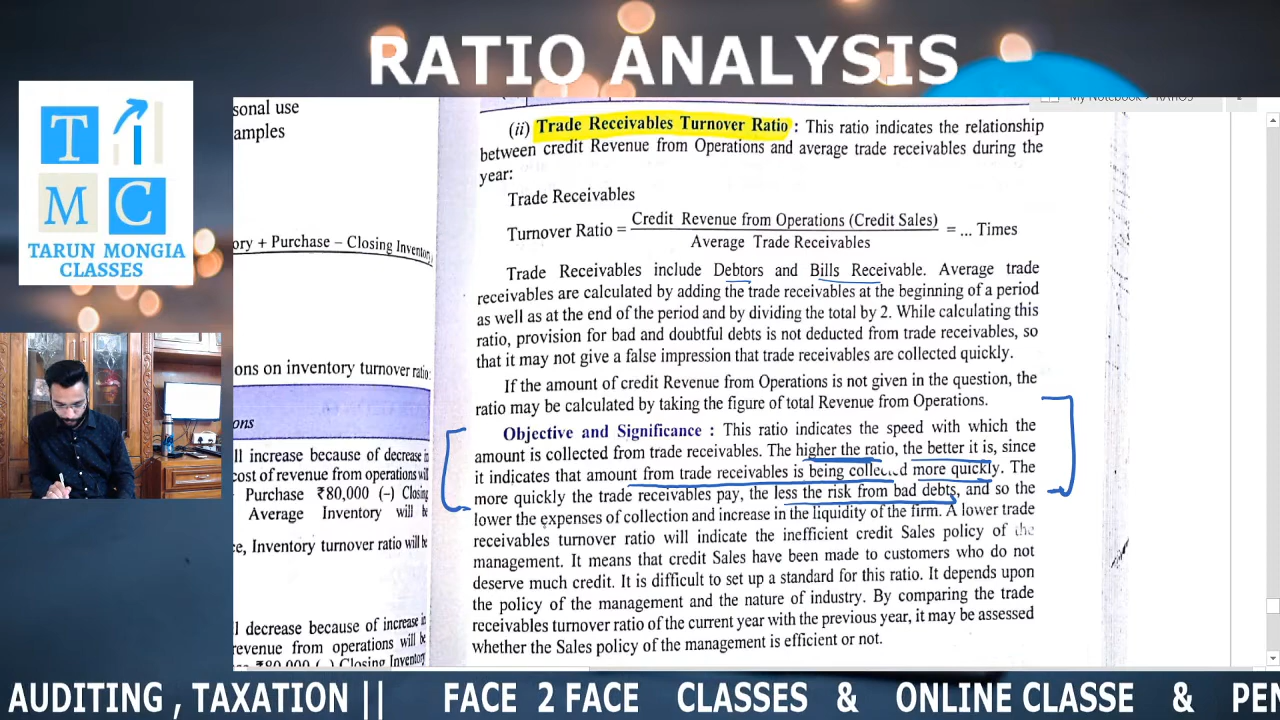 RATIO ANALYSIS
T
M C
TARUN MONGIA
CLASSES
sonal use
amples
ory + Purchase – Closing Inventory
ons on inventory turnover ratio:
ons
ll increase because of decrease in
cost of revenue from operations will
Purchase ₹80,000 (–) Closing
Average Inventory will be
ce, Inventory turnover ratio will be
l decrease because of increase in
revenue from operations will be
₹80,000 (–) Closing Inventory
My Notebook > RATIOS
(ii) Trade Receivables Turnover Ratio : This ratio indicates the relationship
between credit Revenue from Operations and average trade receivables during the
year:
Trade Receivables
Turnover Ratio = Credit Revenue from Operations (Credit Sales) = ... Times
Average Trade Receivables
Trade Receivables include Debtors and Bills Receivable. Average trade
receivables are calculated by adding the trade receivables at the beginning of a period
as well as at the end of the period and by dividing the total by 2. While calculating this
ratio, provision for bad and doubtful debts is not deducted from trade receivables, so
that it may not give a false impression that trade receivables are collected quickly.
If the amount of credit Revenue from Operations is not given in the question, the
ratio may be calculated by taking the figure of total Revenue from Operations.
Objective and Significance : This ratio indicates the speed with which the
amount is collected from trade receivables. The higher the ratio, the better it is, since
it indicates that amount from trade receivables is being collected more quickly. The
more quickly the trade receivables pay, the less the risk from bad debts, and so the
lower the expenses of collection and increase in the liquidity of the firm. A lower trade
receivables turnover ratio will indicate the inefficient credit Sales policy of the
management. It means that credit Sales have been made to customers who do not
deserve much credit. It is difficult to set up a standard for this ratio. It depends upon
the policy of the management and the nature of industry. By comparing the trade
receivables turnover ratio of the current year with the previous year, it may be assessed
whether the Sales policy of the management is efficient or not.
AUDITING , TAXATION || FACE 2 FACE CLASSES & ONLINE CLASSE & PEN